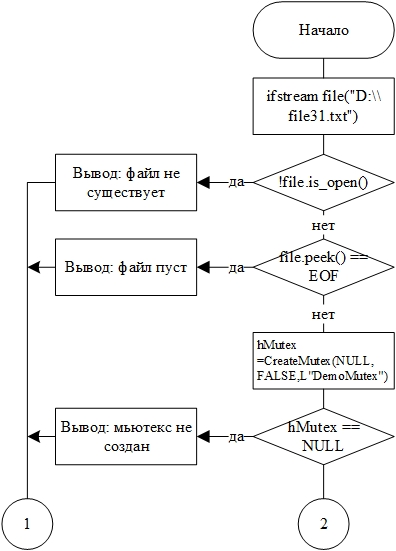 Начало
ifstream file("D:\\
file31.txt")
Вывод: файл не
существует
да
!file.is_open()
нет
Вывод: файл пуст
да
file.peek() ==
EOF
нет
hMutex
=CreateMutex(NULL,
FALSE,L"DemoMutex")
Вывод: мьютекс не
создан
да
hMutex ==
NULL
1
2